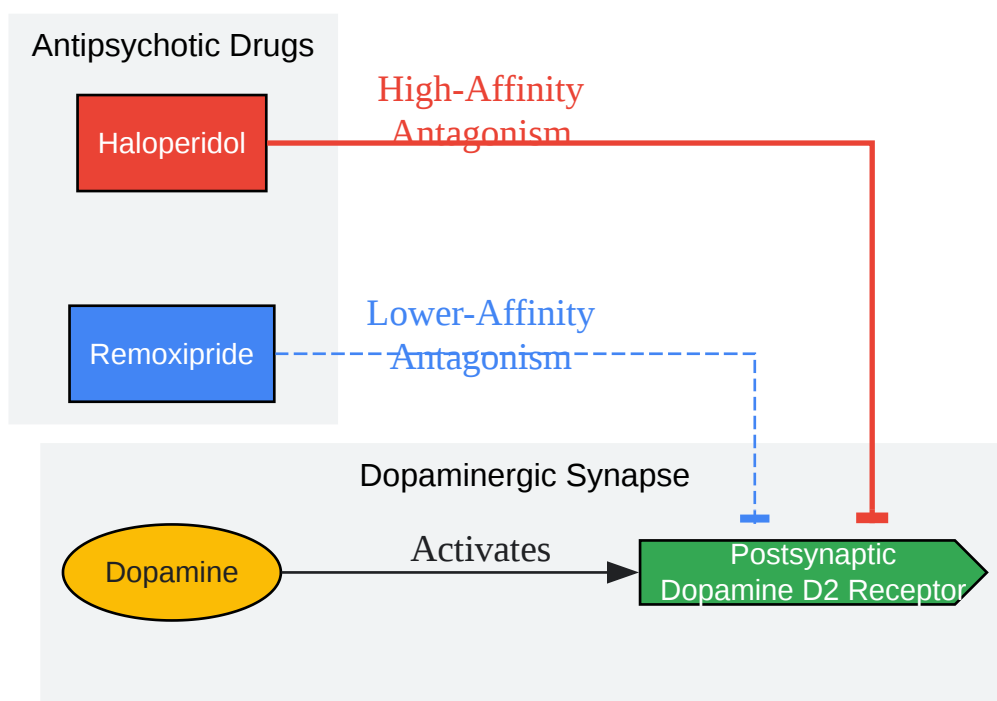 Antipsychotic Drugs
High-Affinity
Antagonism
Haloperidol
Lower-Affinity
Antagonism
Remoxipride
Dopaminergic Synapse
Activates
Dopamine
Postsynaptic
Dopamine D2 Receptor